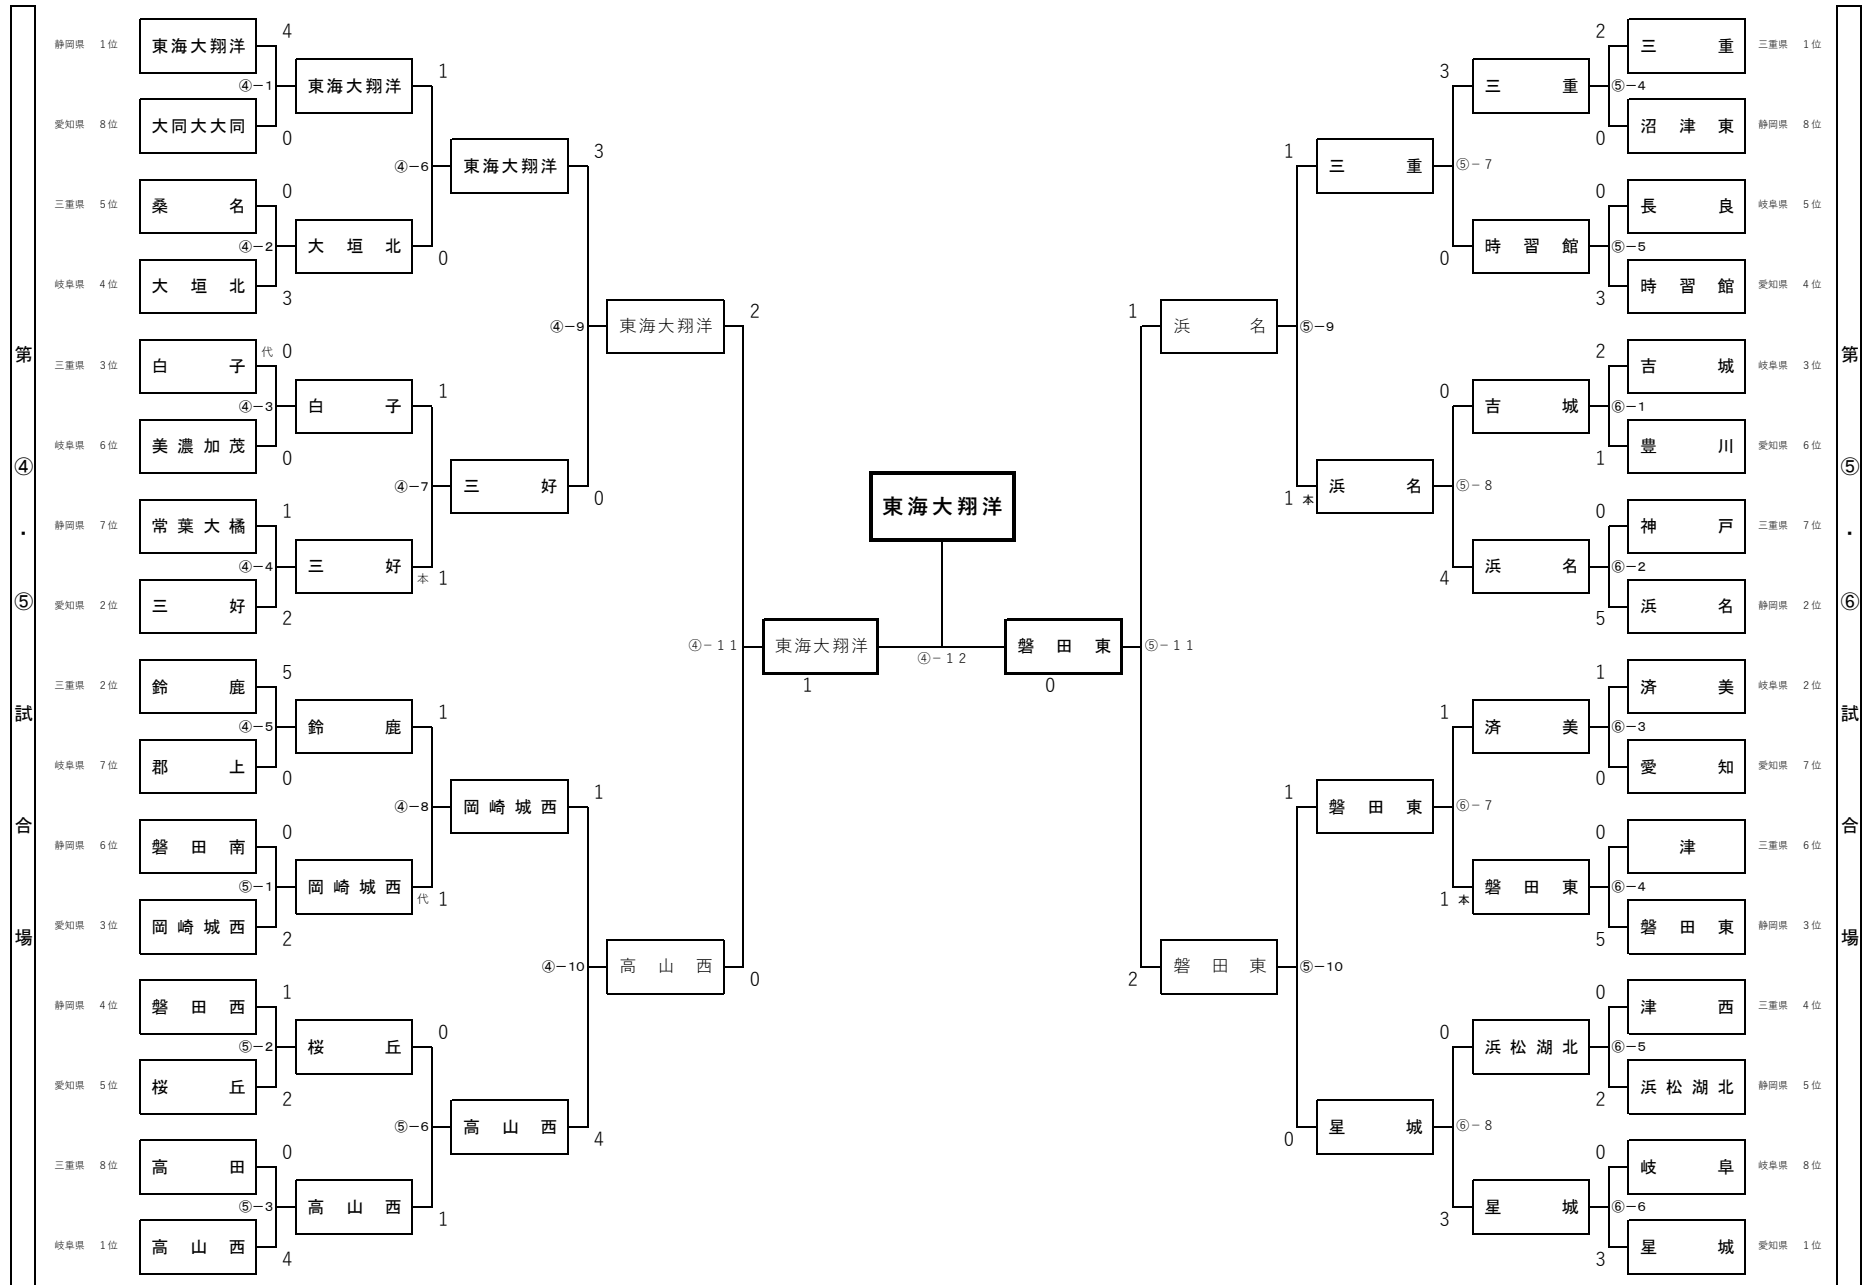 第④・⑤試合場
静岡県 1位 東海大翔洋 4
④-1
愛知県 8位 大同大大同 0
三重県 5位 桑名 0
④-2
岐阜県 4位 大垣北 3
三重県 3位 白子 代 0
④-3
岐阜県 6位 美濃加茂 0
静岡県 7位 常葉大橘 1
④-4
愛知県 2位 三好 2
三重県 2位 鈴鹿 5
④-5
岐阜県 7位 郡上 0
静岡県 6位 磐田南 0
⑤-1
愛知県 3位 岡崎城西 2
静岡県 4位 磐田西 1
⑤-2
愛知県 5位 桜丘 2
三重県 8位 高田 0
⑤-3
岐阜県 1位 高山西 4
東海大翔洋 1
④-6
大垣北 0
白子 1
④-7
三好 本 1
鈴鹿 1
④-8
岡崎城西 代 1
桜丘 0
⑤-6
高山西 1
東海大翔洋 3
④-9
三好 0
岡崎城西 1
④-10
高山西 4
東海大翔洋 2
④-11
高山西 0
東海大翔洋
東海大翔洋 1
④-12
磐田東 0
1 浜名
⑤-11
2 磐田東
1 三重
⑤-9
1 本 浜名
1 磐田東
⑤-10
0 星城
3 三重
⑤-7
0 時習館
0 吉城
⑤-8
4 浜名
1 済美
⑥-7
1 本 磐田東
0 浜松湖北
⑥-8
3 星城
2 三重 三重県 1位
⑤-4
0 沼津東 静岡県 8位
0 長良 岐阜県 5位
⑤-5
3 時習館 愛知県 4位
2 吉城 岐阜県 3位
⑥-1
1 豊川 愛知県 6位
0 神戸 三重県 7位
⑥-2
5 浜名 静岡県 2位
1 済美 岐阜県 2位
⑥-3
0 愛知 愛知県 7位
0 津 三重県 6位
⑥-4
5 磐田東 静岡県 3位
0 津西 三重県 4位
⑥-5
2 浜松湖北 静岡県 5位
0 岐阜 岐阜県 8位
⑥-6
3 星城 愛知県 1位
第⑤・⑥試合場